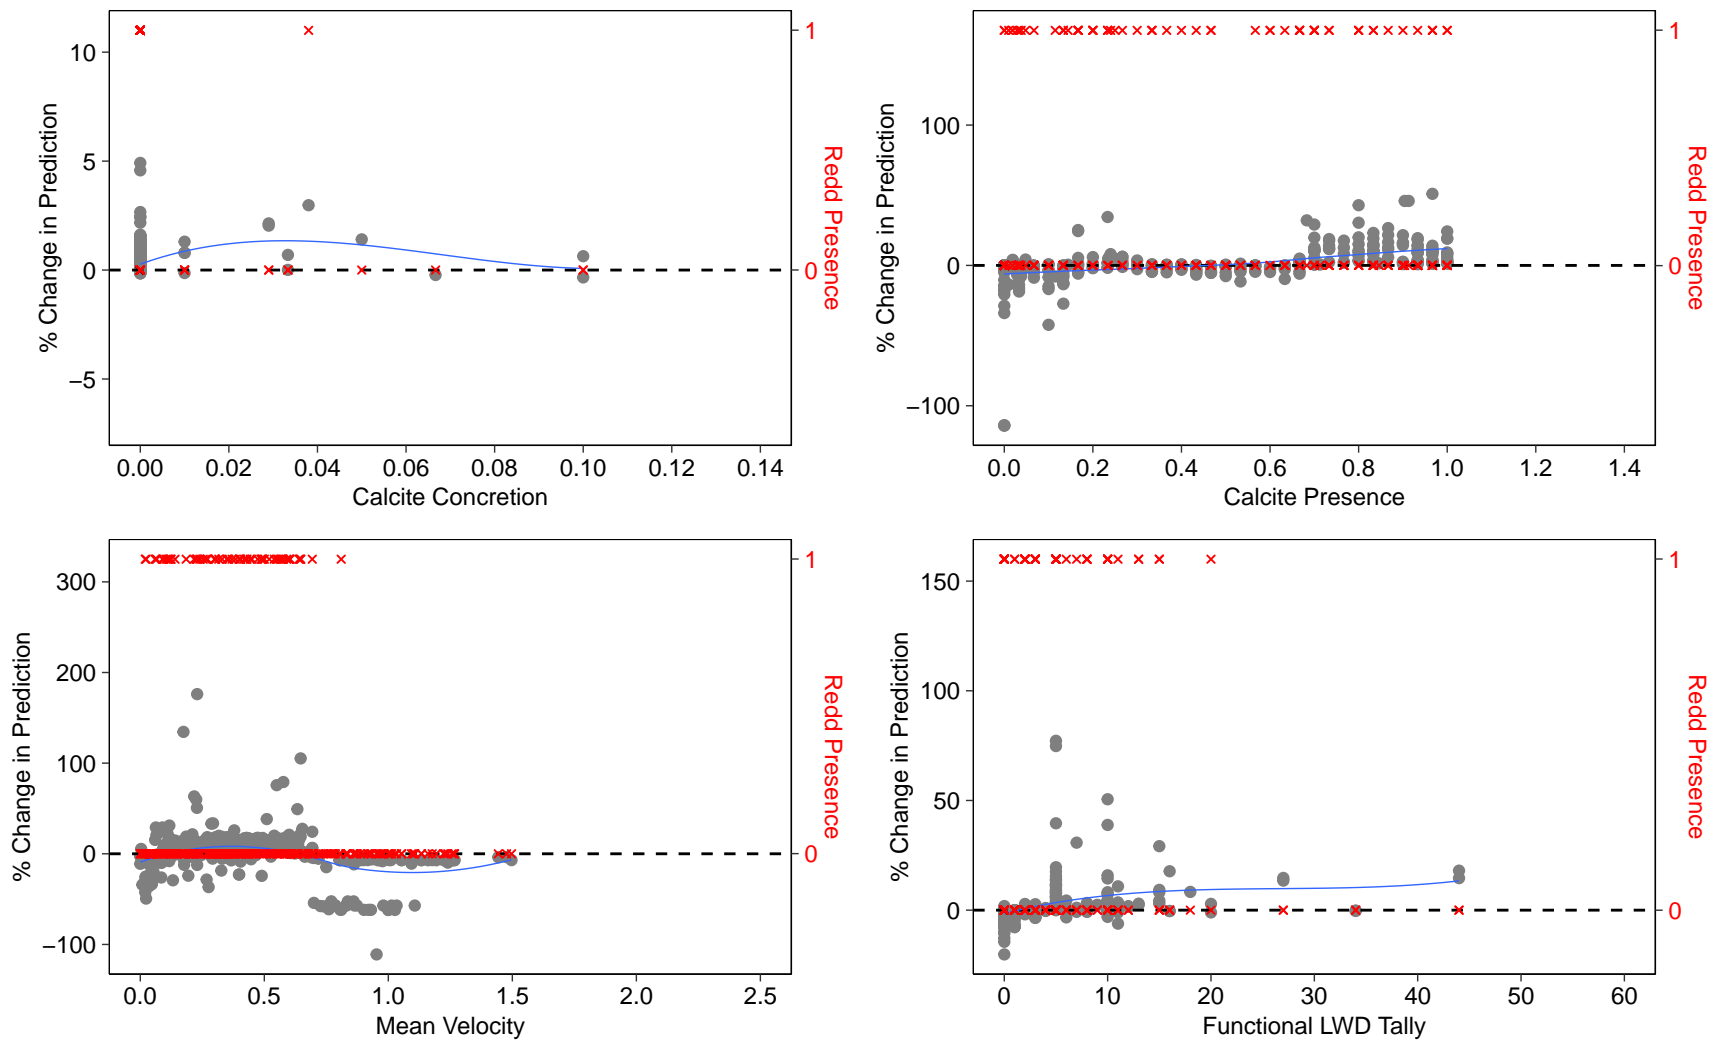 % Change in Prediction
10
5
0
−5
1
0
Redd Presence
0.00 0.02 0.04 0.06 0.08 0.10 0.12 0.14
Calcite Concretion
% Change in Prediction
100
0
−100
1
0
Redd Presence
0.0 0.2 0.4 0.6 0.8 1.0 1.2 1.4
Calcite Presence
% Change in Prediction
300
200
100
0
−100
1
0
Redd Presence
0.0 0.5 1.0 1.5 2.0 2.5
Mean Velocity
% Change in Prediction
150
100
50
0
1
0
Redd Presence
0 10 20 30 40 50 60
Functional LWD Tally